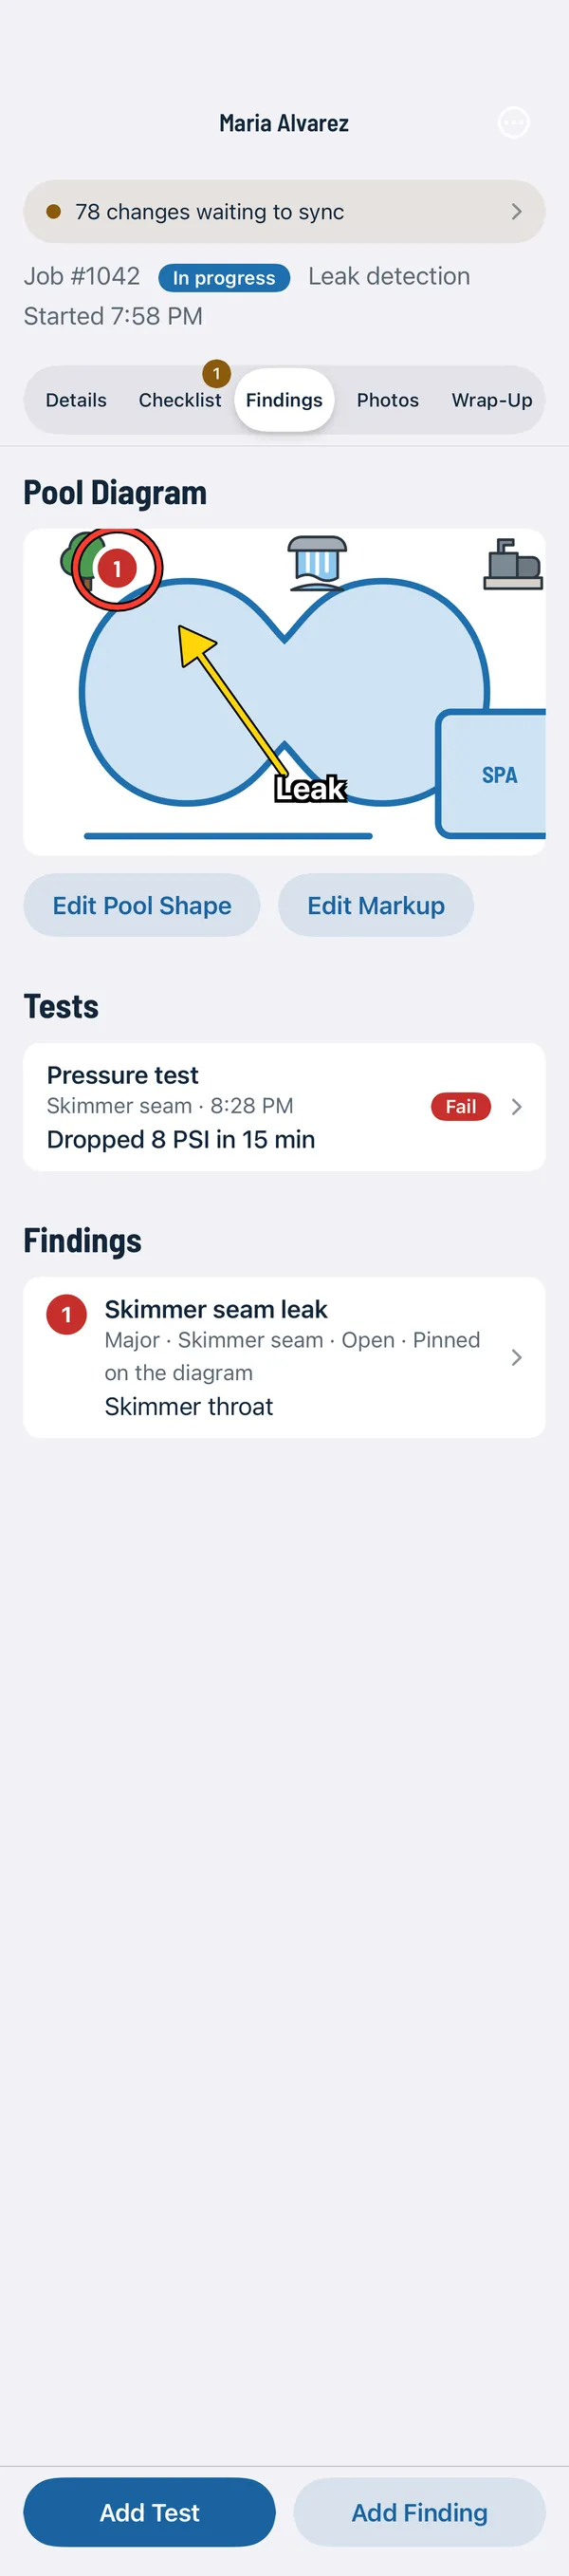 Maria Alvarez
78 changes waiting to sync
Job #1042 In progress Leak detection
Started 7:58 PM
1
Details Checklist Findings Photos Wrap-Up
Pool Diagram
1
SPA
Leak
Edit Pool Shape Edit Markup
Tests
Pressure test
Skimmer seam · 8:28 PM
Fail
Dropped 8 PSI in 15 min
Findings
1 Skimmer seam leak
Major · Skimmer seam · Open · Pinned
on the diagram
Skimmer throat
Add Test Add Finding